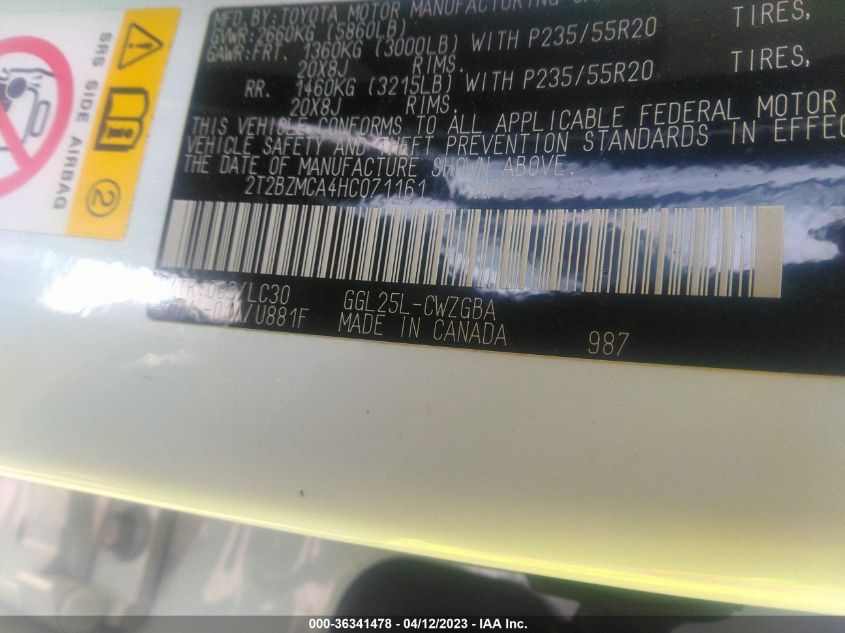 MFD BY:TOYOTA MOTOR MANUFACTURING
GVWR:2660KG (5860LB)
GAWR:FRT. 1360KG (3000LB) WITH P235/55R20 TIRES,
20X8J RIMS.
RR. 1460KG (3215LB) WITH P235/55R20 TIRES,
20X8J RIMS.
THIS VEHICLE CONFORMS TO ALL APPLICABLE FEDERAL MOTOR
VEHICLE SAFETY AND THEFT PREVENTION STANDARDS IN EFFEC
THE DATE OF MANUFACTURE SHOWN ABOVE.
2T2BZMCA4HC071161
/LC30 GGL25L-CWZGBA
/U881F MADE IN CANADA 987
SRS SIDE AIRBAG
2
000-36341478 - 04/12/2023 - IAA Inc.